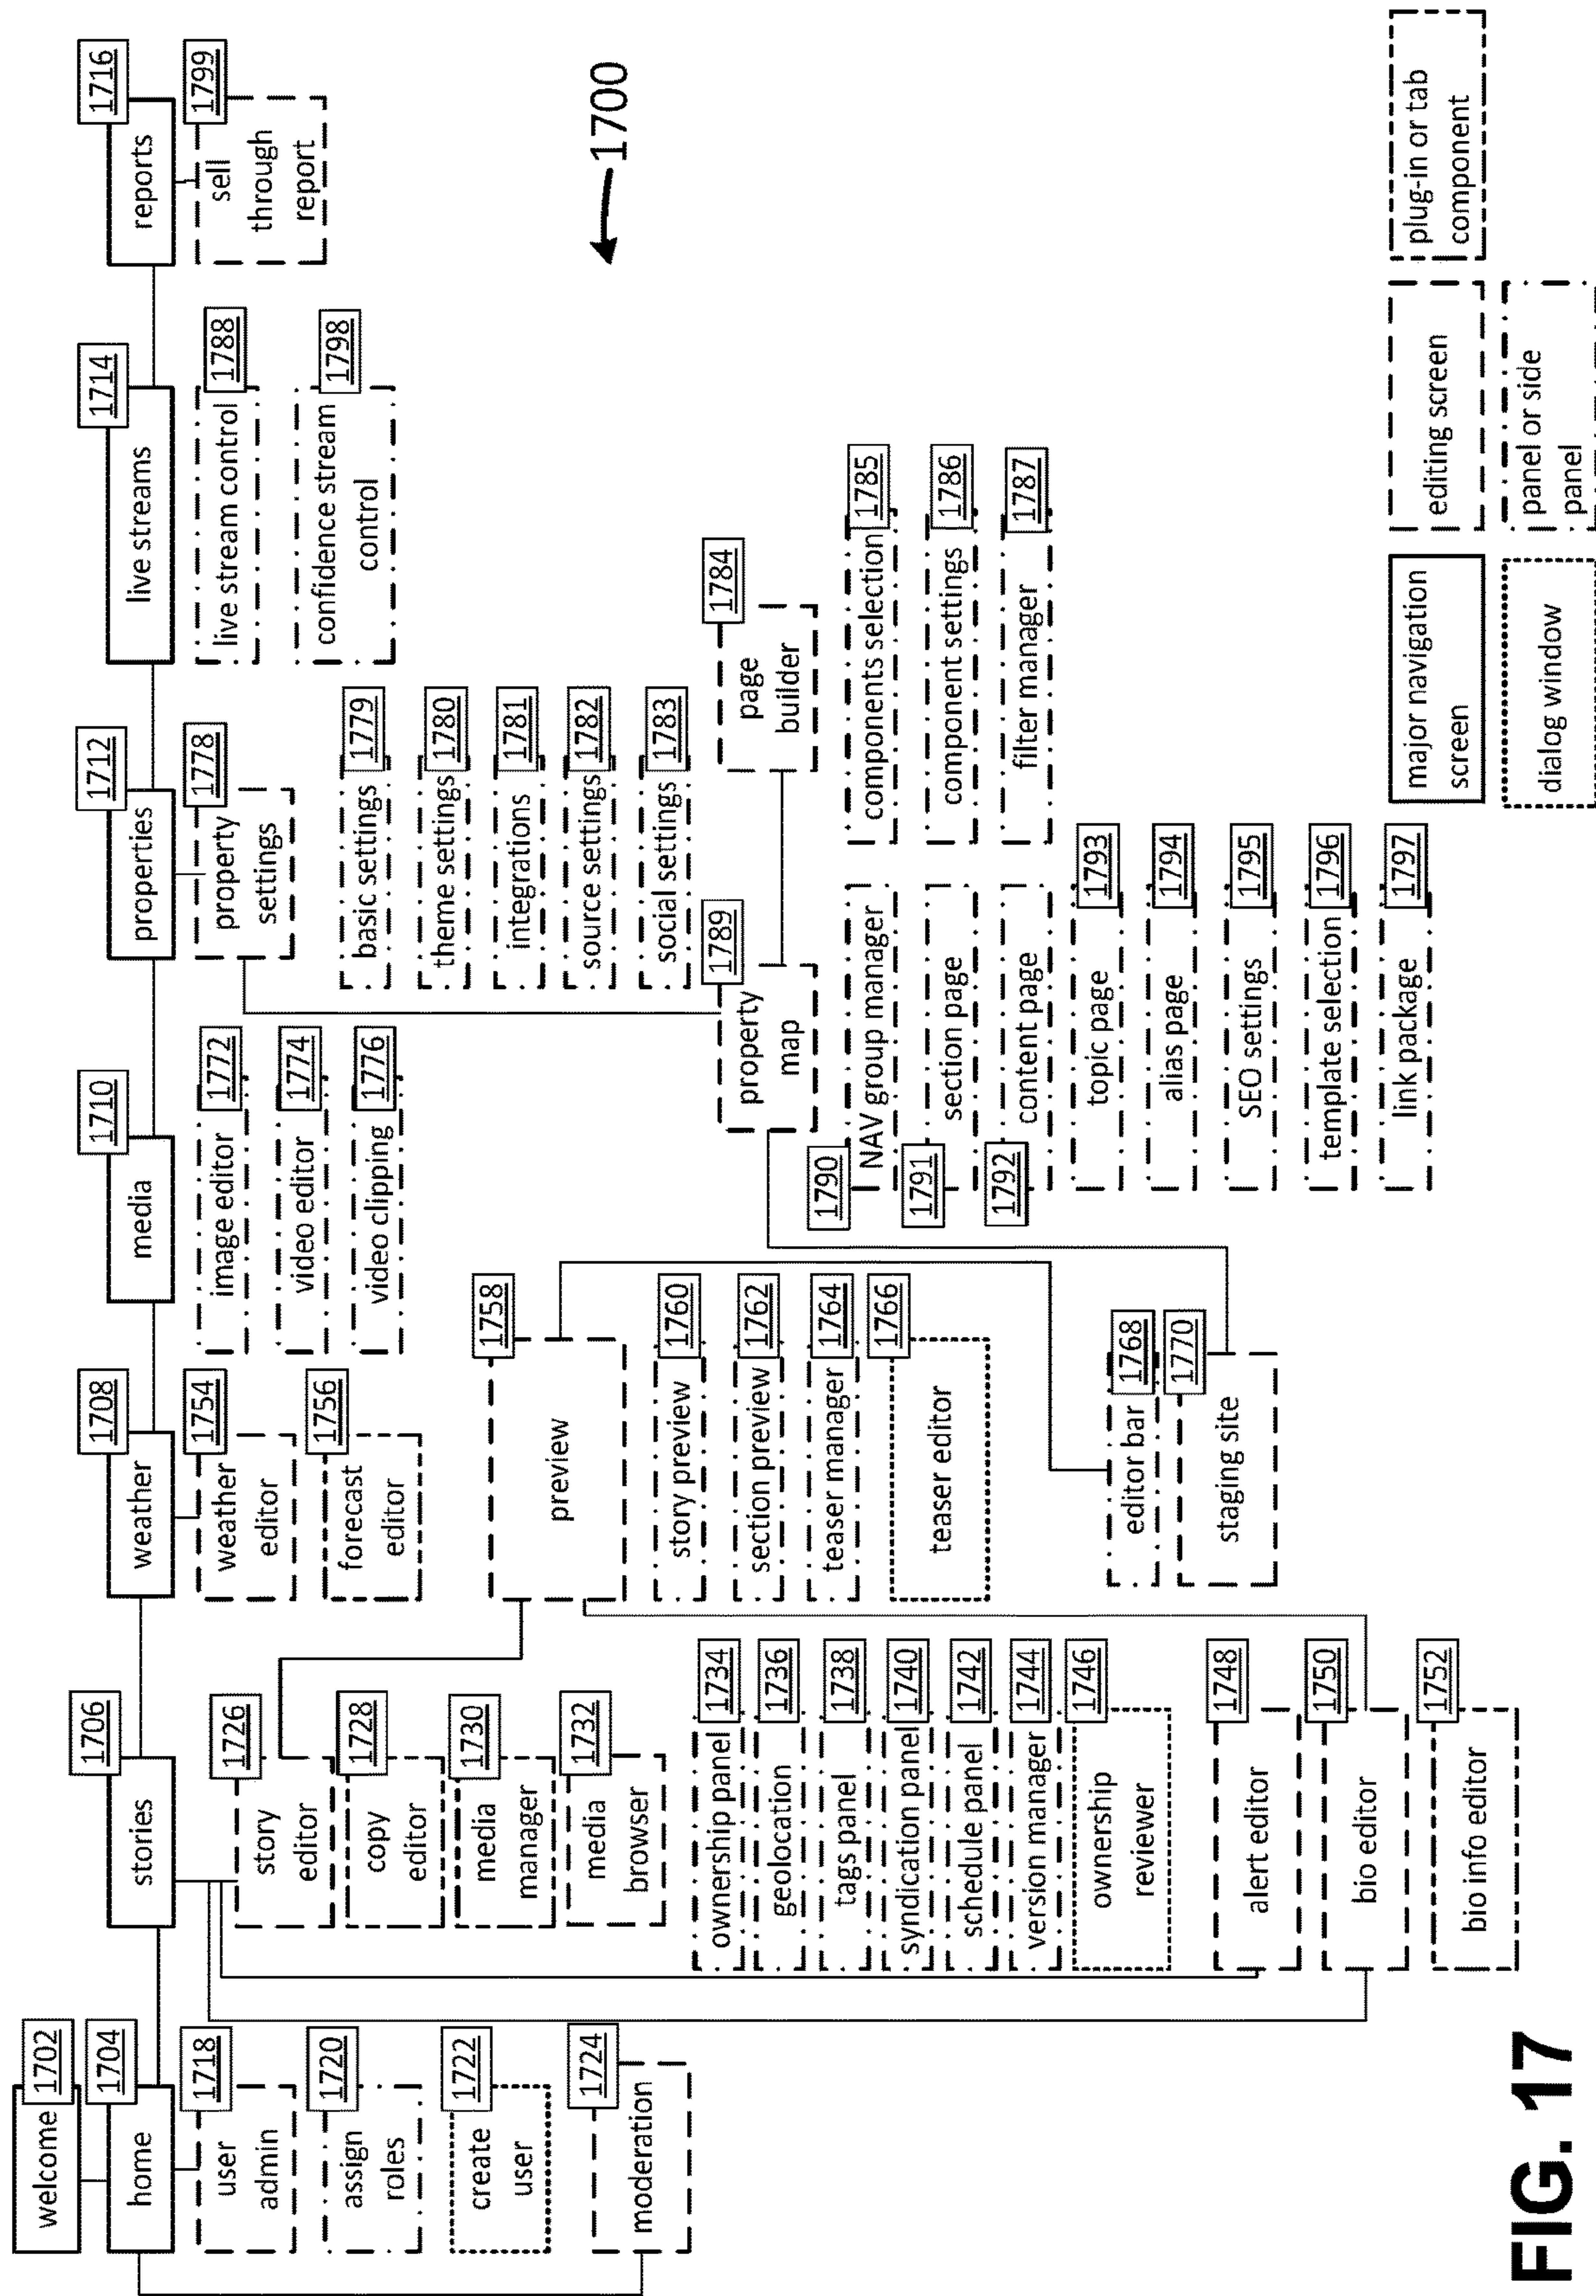 welcome
1702
home
1704
user
admin
1718
assign
roles
1720
create
user
1722
moderation
1724
stories
1706
story
editor
1726
copy
editor
1728
media
manager
1730
media
browser
1732
ownership panel
1734
geolocation
1736
tags panel
1738
syndication panel
1740
schedule panel
1742
version manager
1744
ownership
reviewer
1746
alert editor
1748
bio editor
1750
bio info editor
1752
weather
1708
weather
editor
1754
forecast
editor
1756
preview
1758
story preview
1760
section preview
1762
teaser manager
1764
teaser editor
1766
editor bar
1768
staging site
1770
media
1710
image editor
1772
video editor
1774
video clipping
1776
properties
1712
property
settings
1778
basic settings
1779
theme settings
1780
integrations
1781
source settings
1782
social settings
1783
property
map
1789
NAV group manager
1790
section page
1791
content page
1792
topic page
1793
alias page
1794
SEO settings
1795
template selection
1796
link package
1797
page
builder
1784
components selection
1785
component settings
1786
filter manager
1787
live streams
1714
live stream control
1788
confidence stream
control
1798
reports
1716
sell
through
report
1799
1700
major navigation
screen
editing screen
plug-in or tab
component
dialog window
panel or side
panel
FIG. 17